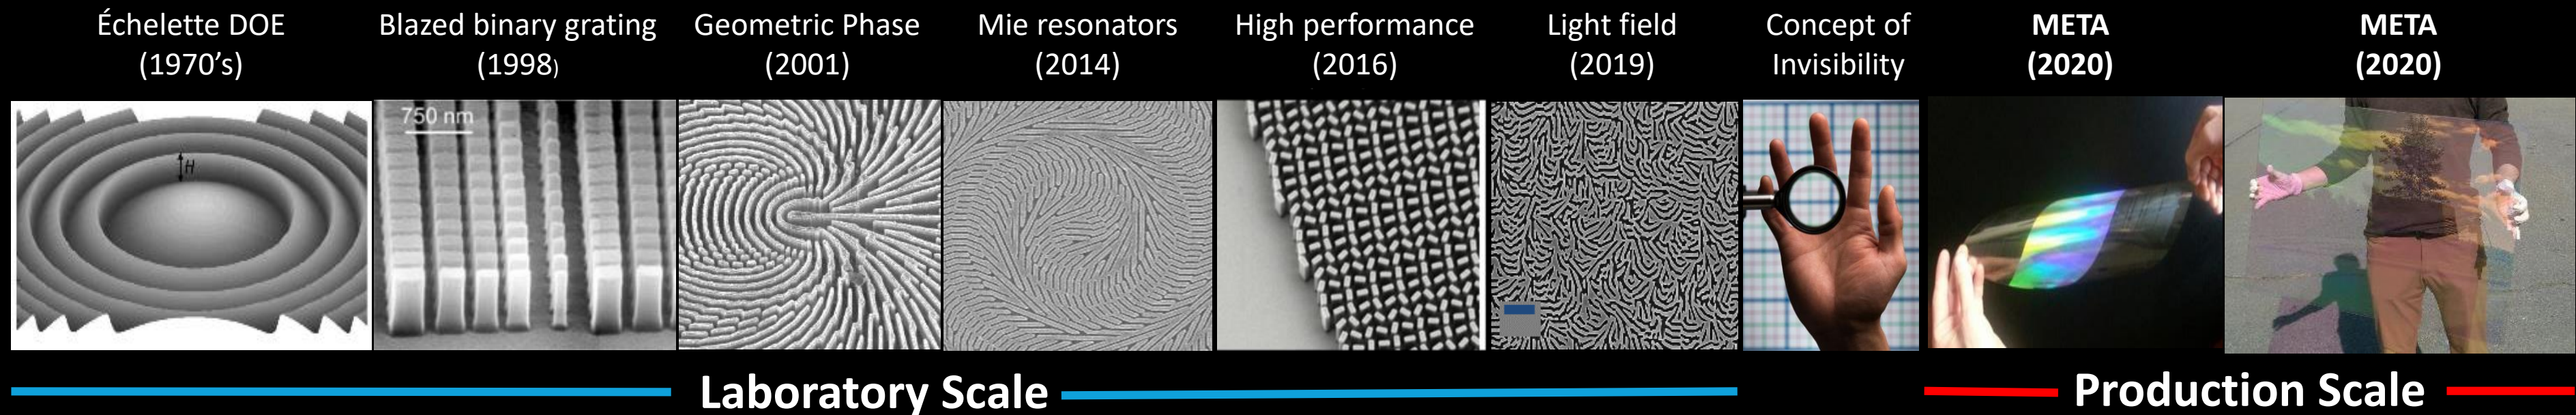 Échelette DOE
(1970's)
Blazed binary grating
(1998)
Geometric Phase
(2001)
Mie resonators
(2014)
High performance
(2016)
Light field
(2019)
Concept of
Invisibility
META
(2020)
META
(2020)
H
750 nm
Laboratory Scale
Production Scale